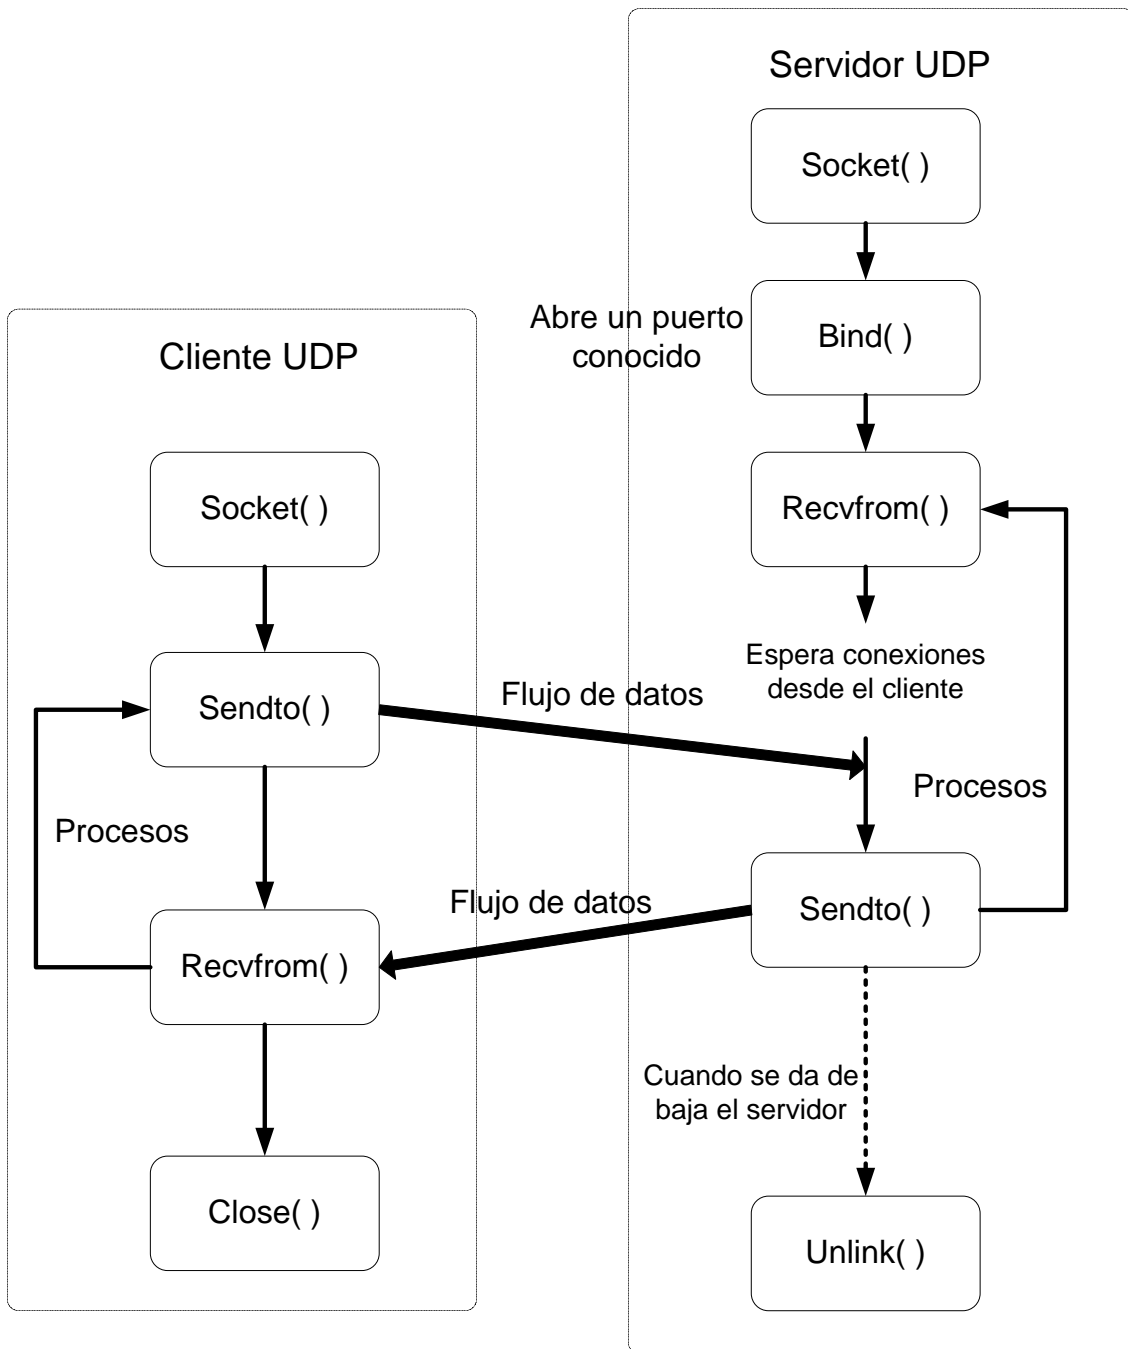 Servidor UDP
Socket( )
Abre un puerto
conocido
Bind( )
Recvfrom( )
Espera conexiones
desde el cliente
Procesos
Sendto( )
Cuando se da de
baja el servidor
Unlink( )
Cliente UDP
Socket( )
Sendto( )
Flujo de datos
Procesos
Flujo de datos
Recvfrom( )
Close( )